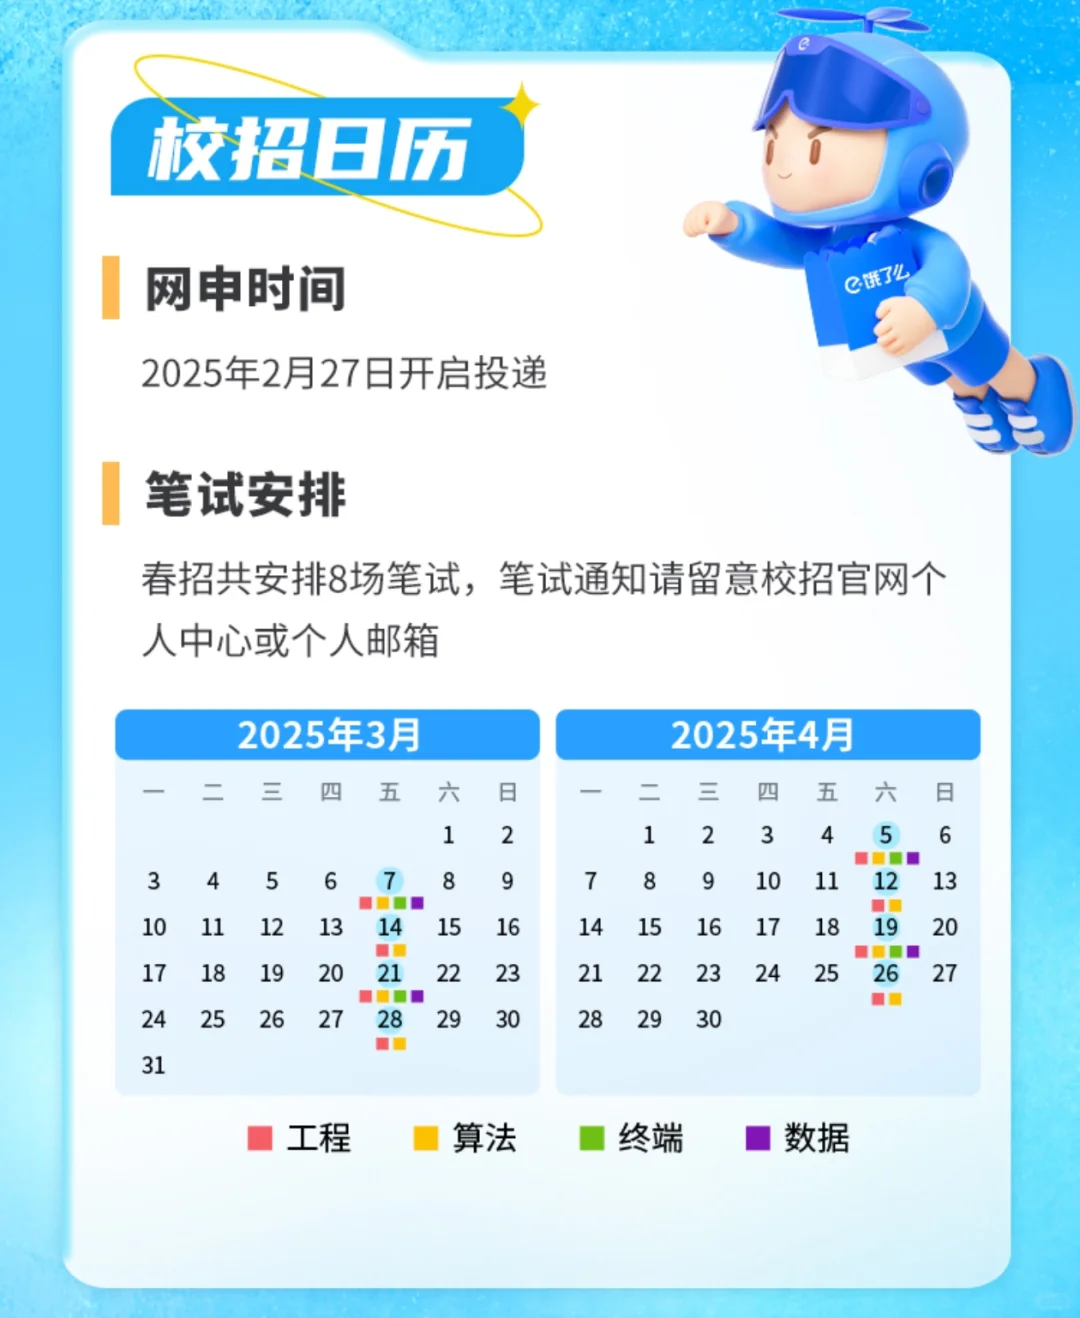 校招日历
饿了么
网申时间
2025年2月27日开启投递
笔试安排
春招共安排8场笔试，笔试通知请留意校招官网个
人中心或个人邮箱
2025年3月
一 二 三 四 五 六 日
1 2
3 4 5 6 7 8 9
10 11 12 13 14 15 16
17 18 19 20 21 22 23
24 25 26 27 28 29 30
31
2025年4月
一 二 三 四 五 六 日
1 2 3 4 5 6
7 8 9 10 11 12 13
14 15 16 17 18 19 20
21 22 23 24 25 26 27
28 29 30
工程 算法 终端 数据